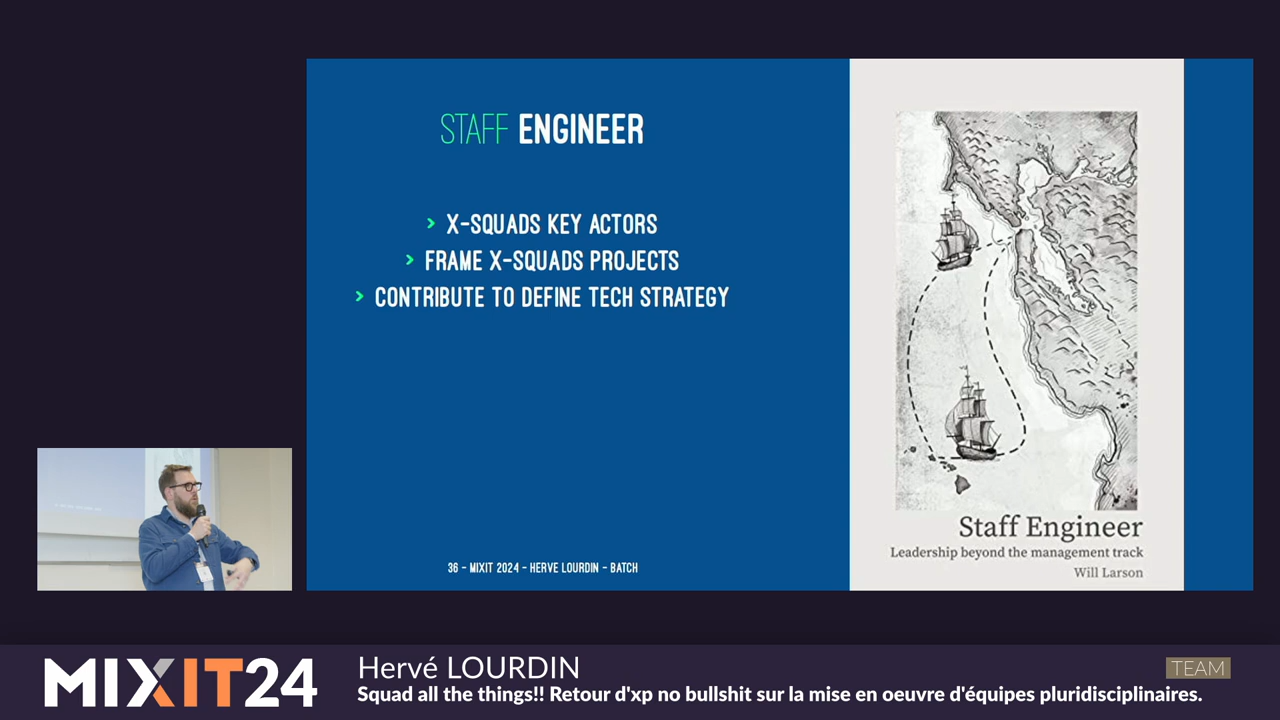 STAFF ENGINEER
> X-SQUADS KEY ACTORS
> FRAME X-SQUADS PROJECTS
> CONTRIBUTE TO DEFINE TECH STRATEGY
36 - MIXIT 2024 - HERVE LOURDIN - BATCH
Staff Engineer
Leadership beyond the management track
Will Larson
MIXIT24
Hervé LOURDIN
TEAM
Squad all the things!! Retour d'xp no bullshit sur la mise en oeuvre d'équipes pluridisciplinaires.